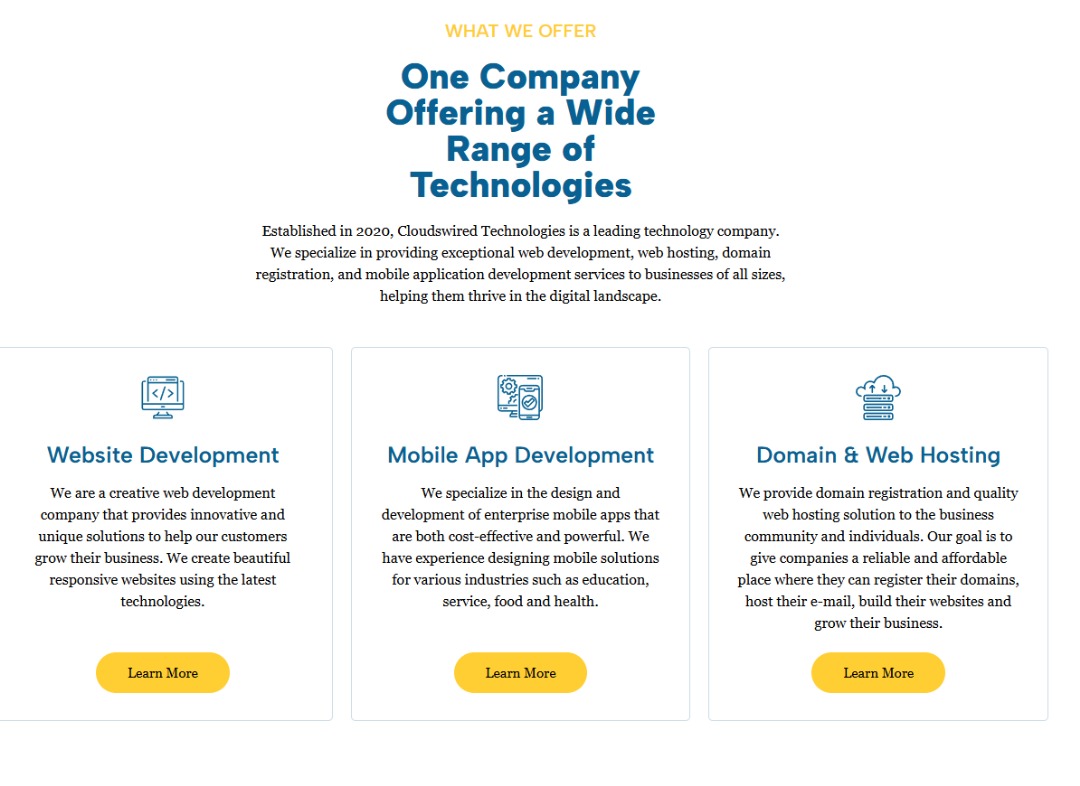 WHAT WE OFFER
One Company
Offering a Wide
Range of
Technologies
Established in 2020, Cloudswired Technologies is a leading technology company.
We specialize in providing exceptional web development, web hosting, domain
registration, and mobile application development services to businesses of all sizes,
helping them thrive in the digital landscape.
</>
Website Development
We are a creative web development
company that provides innovative and
unique solutions to help our customers
grow their business. We create beautiful
responsive websites using the latest
technologies.
Learn More
Mobile App Development
We specialize in the design and
development of enterprise mobile apps that
are both cost-effective and powerful. We
have experience designing mobile solutions
for various industries such as education,
service, food and health.
Learn More
Domain & Web Hosting
We provide domain registration and quality
web hosting solution to the business
community and individuals. Our goal is to
give companies a reliable and affordable
place where they can register their domains,
host their e-mail, build their websites and
grow their business.
Learn More